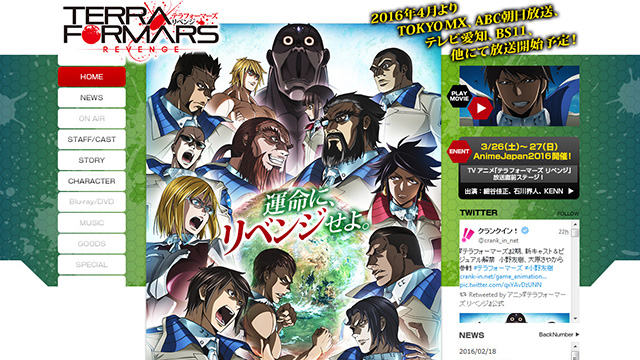 TERRA FORMARS
テラフォーマーズ リベンジ
REVENGE
2016年4月より
TOKYOMX、ABC朝日放送、
テレビ愛知、BS11、
他にて放送開始予定!
HOME
NEWS
ON AIR
STAFF/CAST
STORY
CHARACTER
Blu-ray/DVD
MUSIC
GOODS
SPECIAL
運命に、
リベンジせよ。
PLAY MOVIE
ENENT
3/26(土)~ 27(日)
AnimeJapan2016開催!
TV アニメ『テラフォーマーズ リベンジ』
放送直前ステージ!
出演:細谷佳正、石川界人、KENN
TWITTER
FOLLOW
クランクイン!
22h
@crank_in_net
『テラフォーマーズ』2期、新キャスト&ビジュアル解禁 小野友樹、大原さやから参戦 #テラフォーマーズ #小野友樹
crank-in.net/game_animation…
pic.twitter.com/qxYAvDzUNN
Retweeted by アニメ『テラフォーマーズ リベンジ』公式
NEWS
BackNumber
2016/02/18